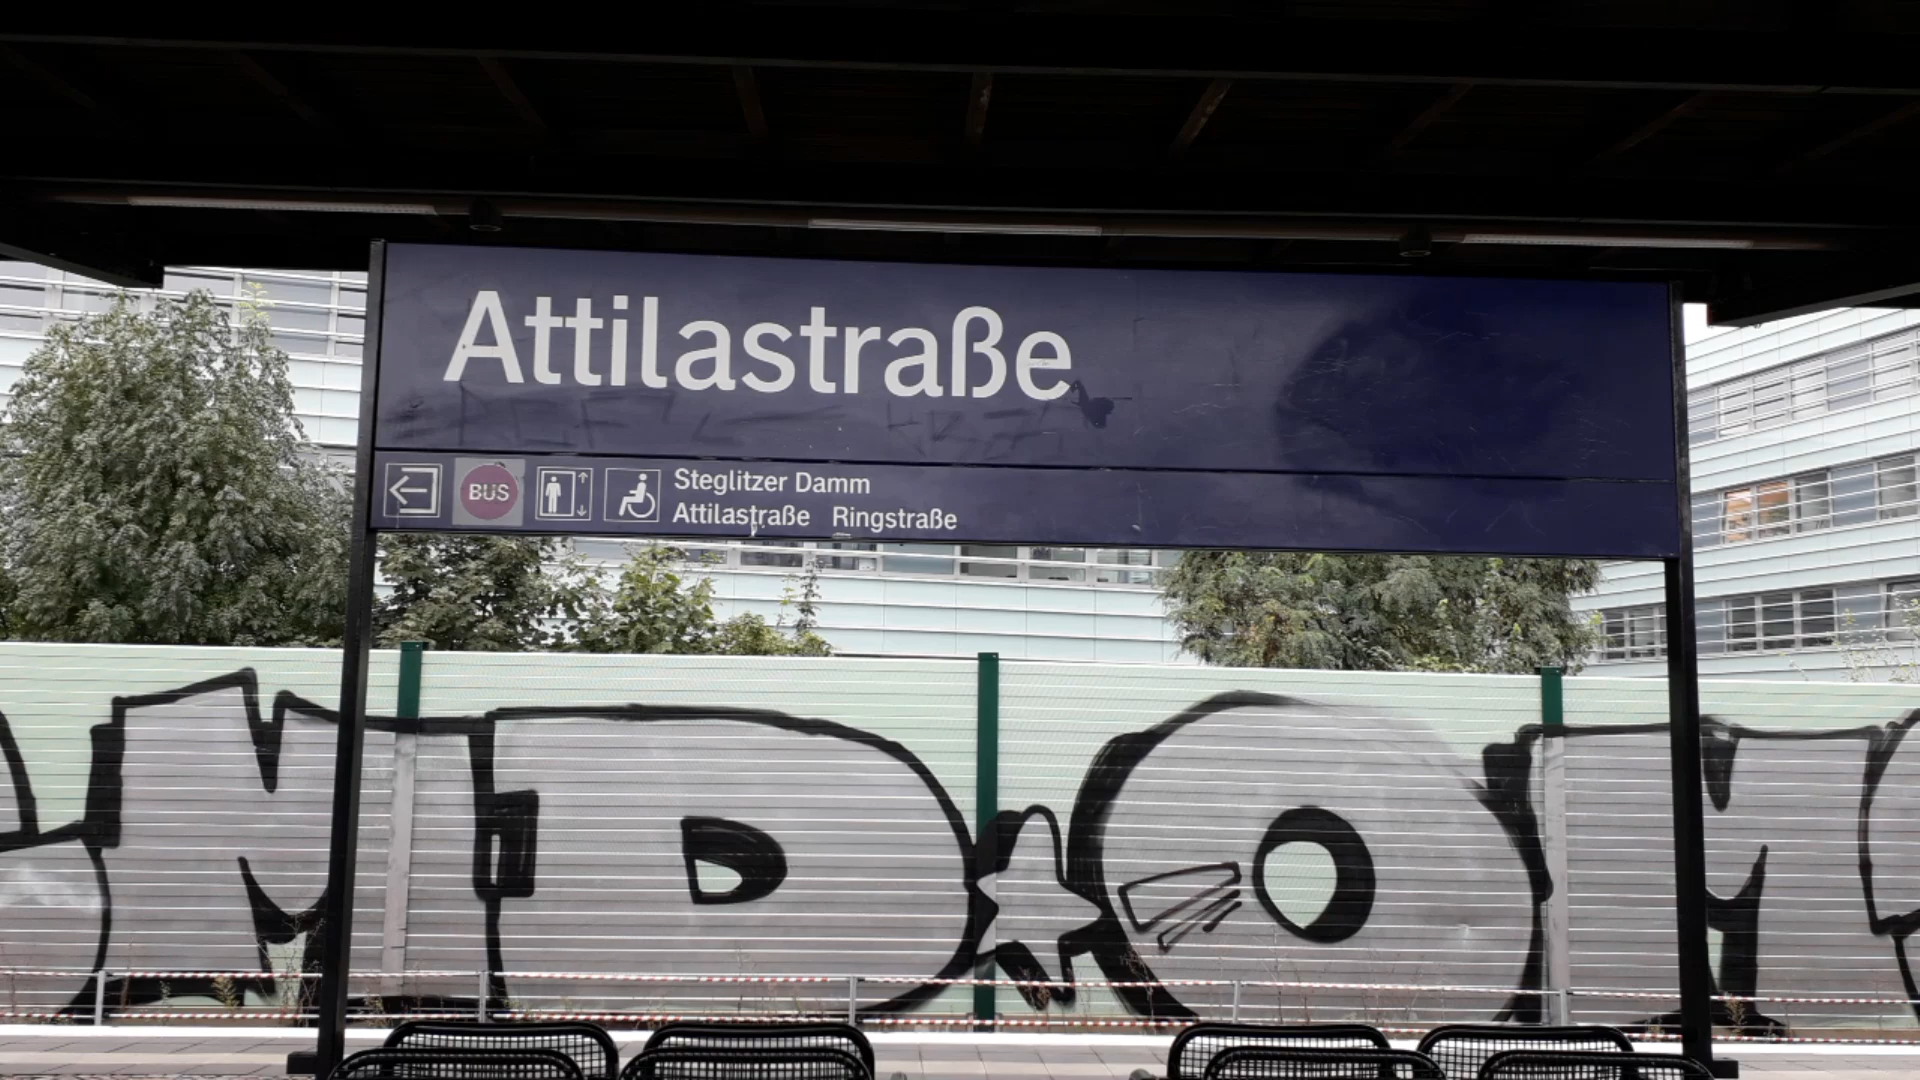 Attilastraße
BUS
Steglitzer Damm
Attilastraße Ringstraße